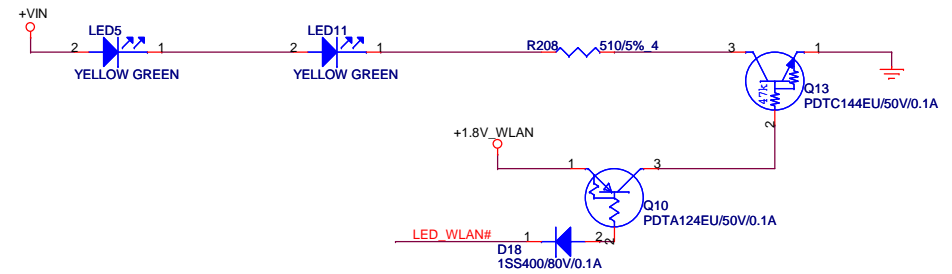 +VIN
LED5
LED11
2 1 2 1 R208 510/5%_4 3 1
YELLOW GREEN
YELLOW GREEN
47k
Q13
PDTC144EU/50V/0.1A
2
+1.8V_WLAN
1 3
Q10
PDTA124EU/50V/0.1A
LED_WLAN# 1 2 2
D18
1SS400/80V/0.1A